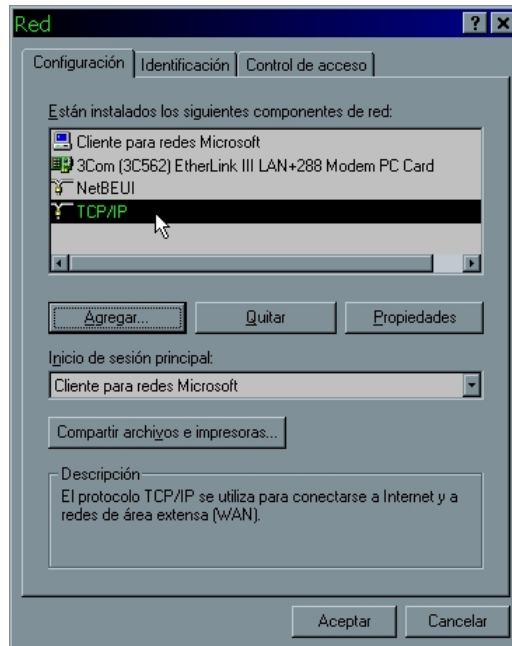 Red
Configuración Identificación Control de acceso
Están instalados los siguientes componentes de red:
Cliente para redes Microsoft
3Com (3C562) EtherLink III LAN+288 Modem PC Card
NetBEUI
TCP/IP
Agregar... Quitar Propiedades
Inicio de sesión principal:
Cliente para redes Microsoft
Compartir archivos e impresoras...
Descripción
El protocolo TCP/IP se utiliza para conectarse a Internet y a
redes de área extensa (WAN).
Aceptar Cancelar